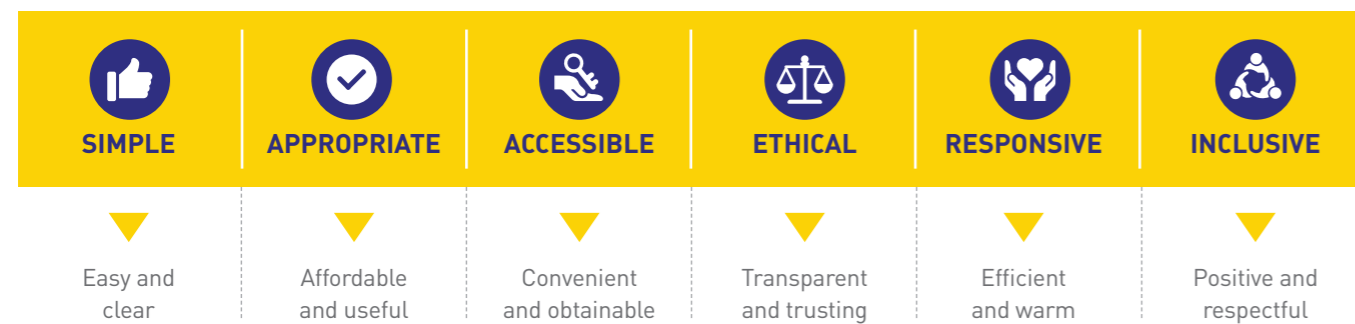 SIMPLE
APPROPRIATE
ACCESSIBLE
ETHICAL
RESPONSIVE
INCLUSIVE
Easy and
clear
Affordable
and useful
Convenient
and obtainable
Transparent
and trusting
Efficient
and warm
Positive and
respectful